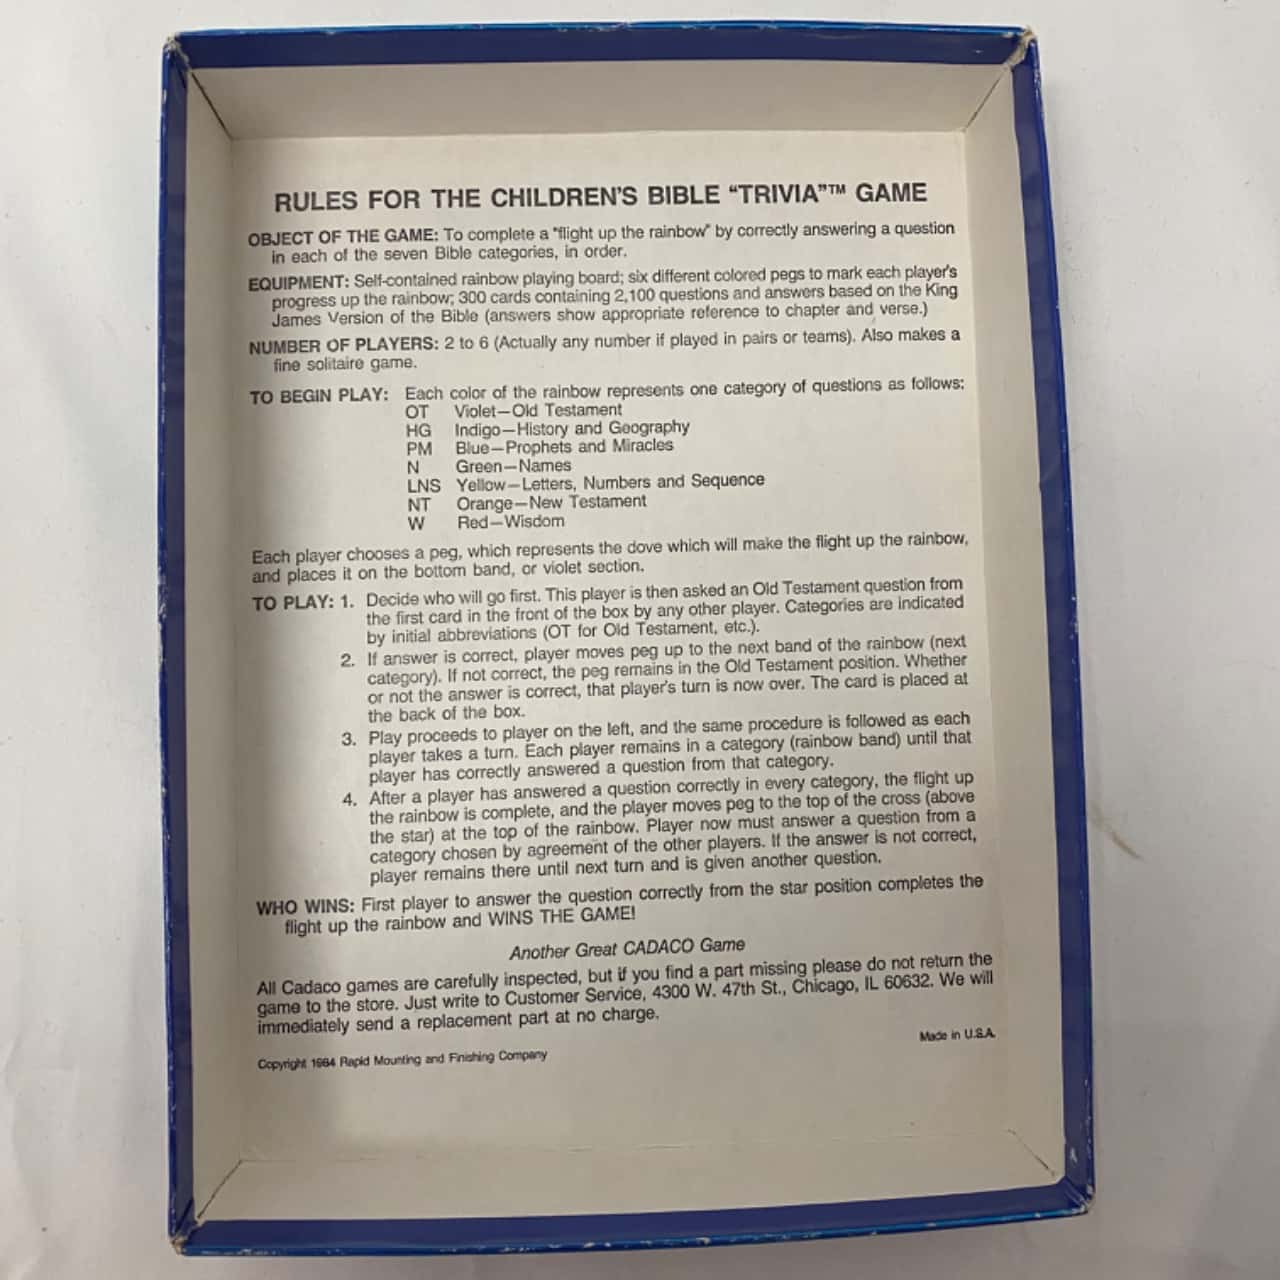 RULES FOR THE CHILDREN'S BIBLE “TRIVIA”™ GAME
OBJECT OF THE GAME: To complete a "flight up the rainbow" by correctly answering a question
in each of the seven Bible categories, in order.
EQUIPMENT: Self-contained rainbow playing board; six different colored pegs to mark each player's
progress up the rainbow; 300 cards containing 2,100 questions and answers based on the King
James Version of the Bible (answers show appropriate reference to chapter and verse.)
NUMBER OF PLAYERS: 2 to 6 (Actually any number if played in pairs or teams). Also makes a
fine solitaire game.
TO BEGIN PLAY: Each color of the rainbow represents one category of questions as follows:
OT Violet—Old Testament
HG Indigo—History and Geography
PM Blue—Prophets and Miracles
N Green—Names
LNS Yellow—Letters, Numbers and Sequence
NT Orange—New Testament
W Red—Wisdom
Each player chooses a peg, which represents the dove which will make the flight up the rainbow,
and places it on the bottom band, or violet section.
TO PLAY: 1. Decide who will go first. This player is then asked an Old Testament question from
the first card in the front of the box by any other player. Categories are indicated
by initial abbreviations (OT for Old Testament, etc.).
2. If answer is correct, player moves peg up to the next band of the rainbow (next
category). If not correct, the peg remains in the Old Testament position. Whether
or not the answer is correct, that player's turn is now over. The card is placed at
the back of the box.
3. Play proceeds to player on the left, and the same procedure is followed as each
player takes a turn. Each player remains in a category (rainbow band) until that
player has correctly answered a question from that category.
4. After a player has answered a question correctly in every category, the flight up
the rainbow is complete, and the player moves peg to the top of the cross (above
the star) at the top of the rainbow. Player now must answer a question from a
category chosen by agreement of the other players. If the answer is not correct,
player remains there until next turn and is given another question.
WHO WINS: First player to answer the question correctly from the star position completes the
flight up the rainbow and WINS THE GAME!
Another Great CADACO Game
All Cadaco games are carefully inspected, but if you find a part missing please do not return the
game to the store. Just write to Customer Service, 4300 W. 47th St., Chicago, IL 60632. We will
immediately send a replacement part at no charge.
Made in U.S.A.
Copyright 1984 Rapid Mounting and Finishing Company